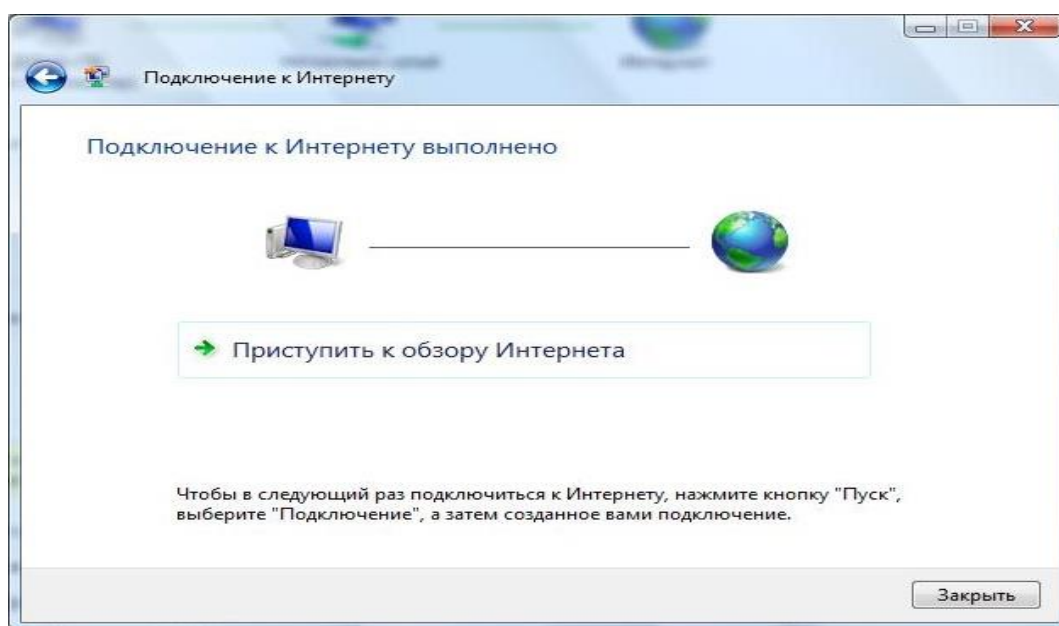 Подключение к Интернету
Подключение к Интернету выполнено
Приступить к обзору Интернета
Чтобы в следующий раз подключиться к Интернету, нажмите кнопку "Пуск",
выберите "Подключение", а затем созданное вами подключение.
Закрыть